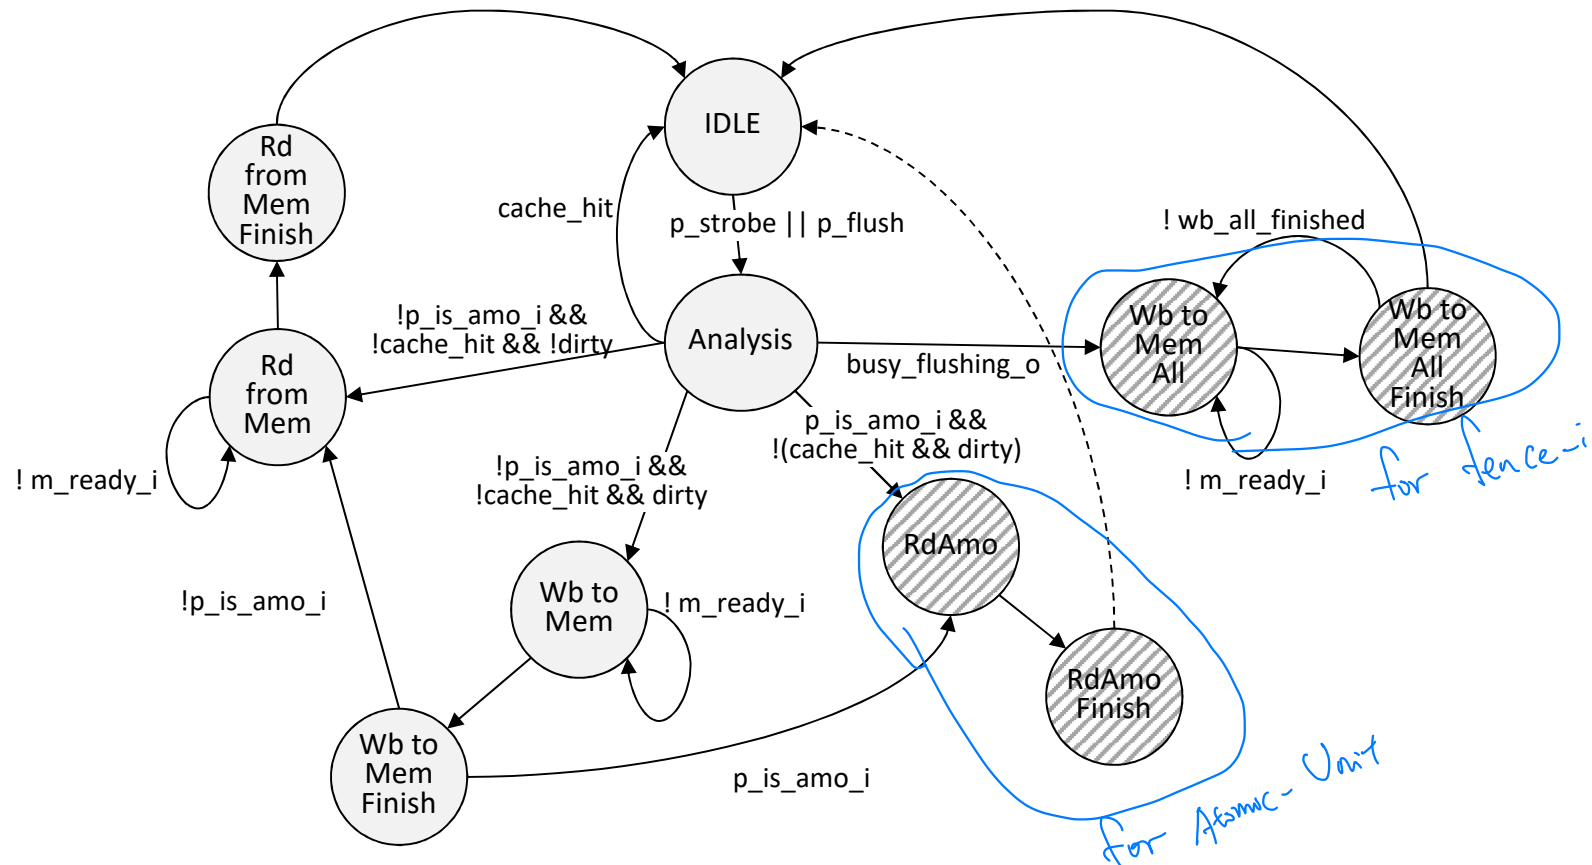 IDLE
Rd
from
Mem
Finish
cache_hit
p_strobe || p_flush
! wb_all_finished
!p_is_amo_i &&
!cache_hit && !dirty
Analysis
busy_flushing_o
Wb to
Mem
All
Wb to
Mem
All
Finish
Rd
from
Mem
p_is_amo_i &&
!(cache_hit && dirty)
! m_ready_i
for fence-i
! m_ready_i
!p_is_amo_i &&
!cache_hit && dirty
RdAmo
!p_is_amo_i
Wb to
Mem
! m_ready_i
RdAmo
Finish
Wb to
Mem
Finish
p_is_amo_i
for Atomic-Unit